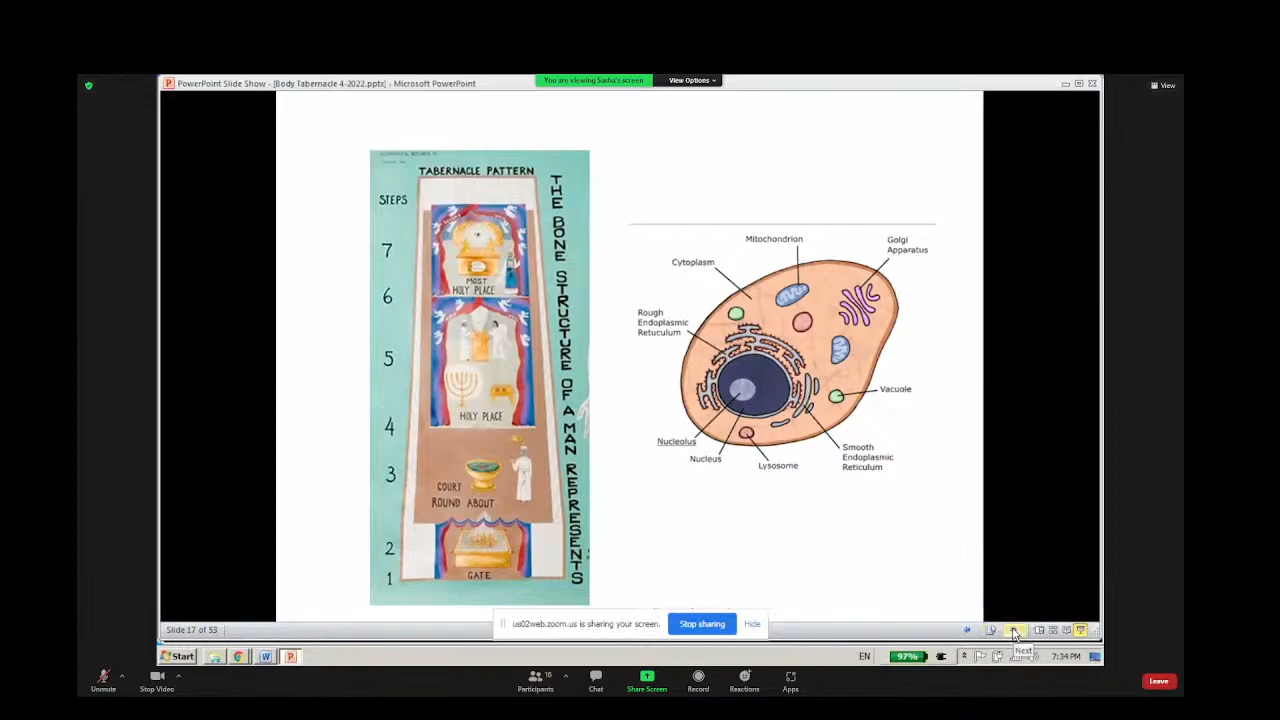 PowerPoint Slide Show - [Body Tabernacle 4-2022.pptx] - Microsoft PowerPoint
You are viewing Sasha's screen
View Options
View
TABERNACLE PATTERN
STEPS
7
6
5
4
3
2
1
MOST
HOLY PLACE
HOLY PLACE
COURT
ROUND ABOUT
GATE
THE BONE STRUCTURE OF A MAN REPRESENTS
Mitochondrion
Golgi
Apparatus
Cytoplasm
Rough
Endoplasmic
Retuculum
Vacuole
Nucleolus
Nucleus
Lysosome
Smooth
Endoplasmic
Reticulum
us02web.zoom.us is sharing your screen.
Stop sharing
Hide
Slide 17 of 53
Next
Start
EN
97%
7:34 PM
Unmute
Stop Video
Participants
16
Chat
Share Screen
Record
Reactions
Apps
Leave